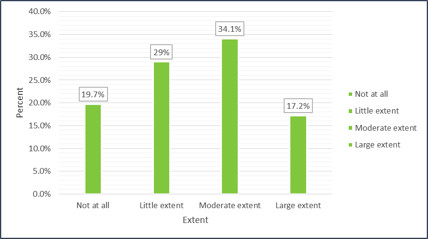 40.0%
35.0%
30.0%
25.0%
20.0%
15.0%
10.0%
5.0%
0.0%
Percent
19.7%
29%
34.1%
17.2%
Not at all
Little extent
Moderate extent
Large extent
Extent
Not at all
Little extent
Moderate extent
Large extent